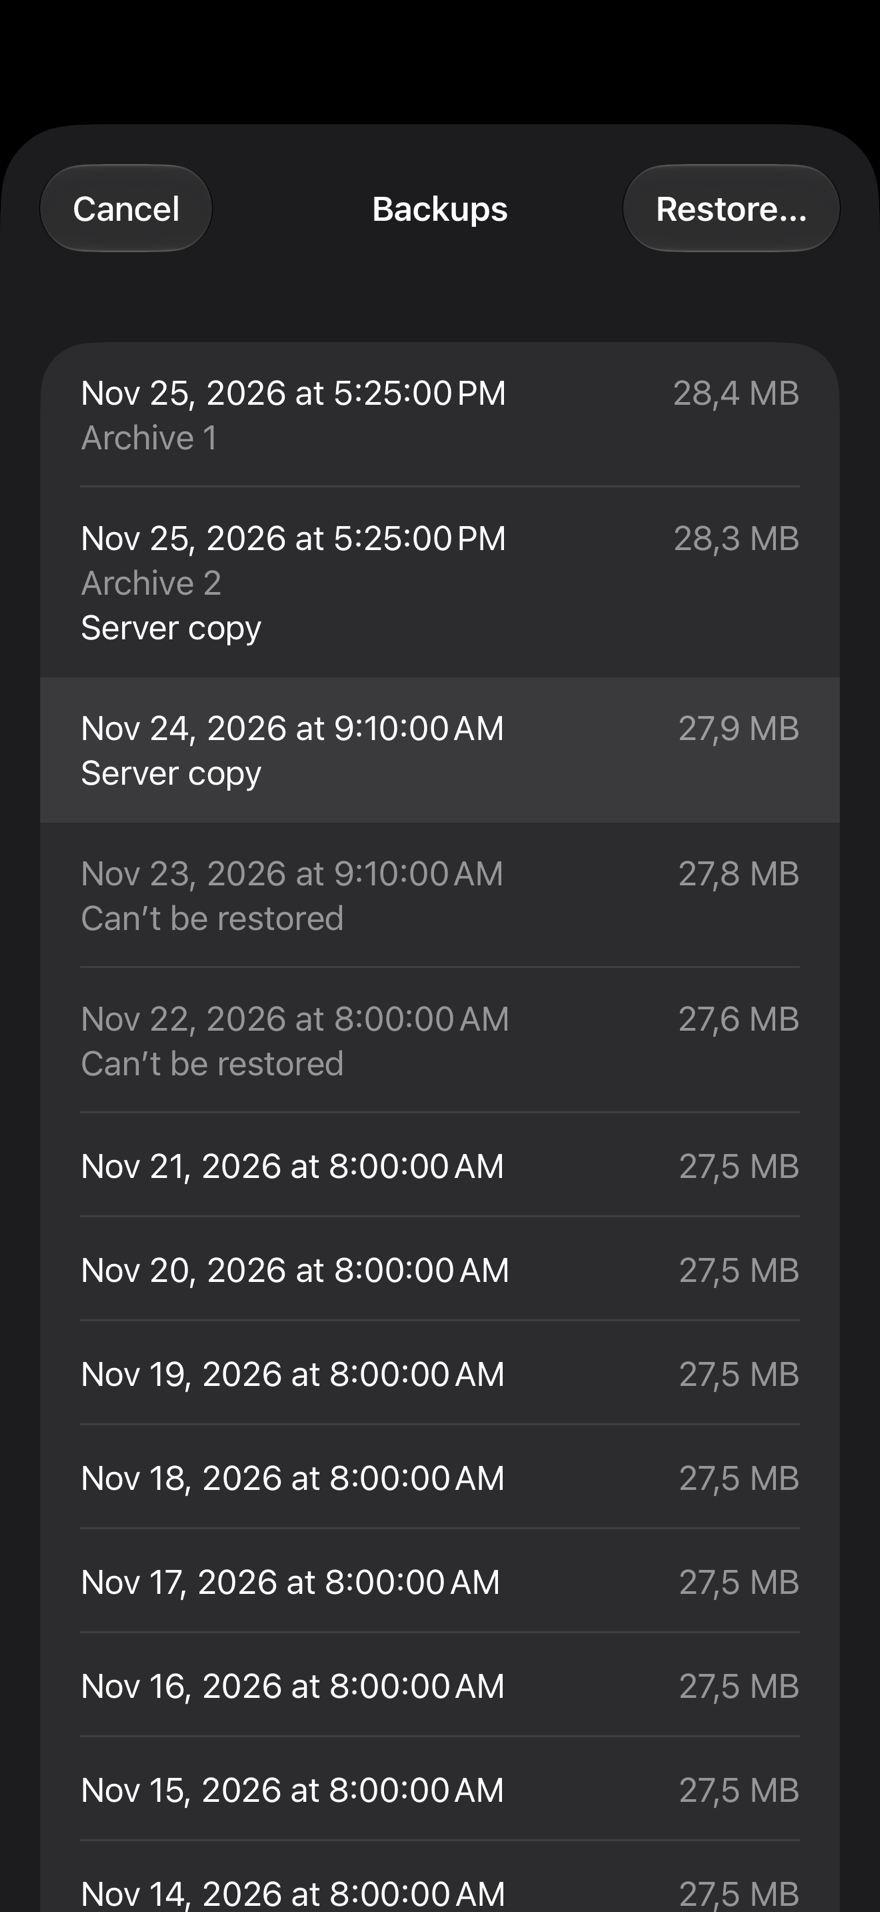 Cancel
Backups
Restore...
Nov 25, 2026 at 5:25:00 PM
28,4 MB
Archive 1
Nov 25, 2026 at 5:25:00 PM
28,3 MB
Archive 2
Server copy
Nov 24, 2026 at 9:10:00 AM
27,9 MB
Server copy
Nov 23, 2026 at 9:10:00 AM
27,8 MB
Can’t be restored
Nov 22, 2026 at 8:00:00 AM
27,6 MB
Can’t be restored
Nov 21, 2026 at 8:00:00 AM
27,5 MB
Nov 20, 2026 at 8:00:00 AM
27,5 MB
Nov 19, 2026 at 8:00:00 AM
27,5 MB
Nov 18, 2026 at 8:00:00 AM
27,5 MB
Nov 17, 2026 at 8:00:00 AM
27,5 MB
Nov 16, 2026 at 8:00:00 AM
27,5 MB
Nov 15, 2026 at 8:00:00 AM
27,5 MB
Nov 14, 2026 at 8:00:00 AM
27,5 MB